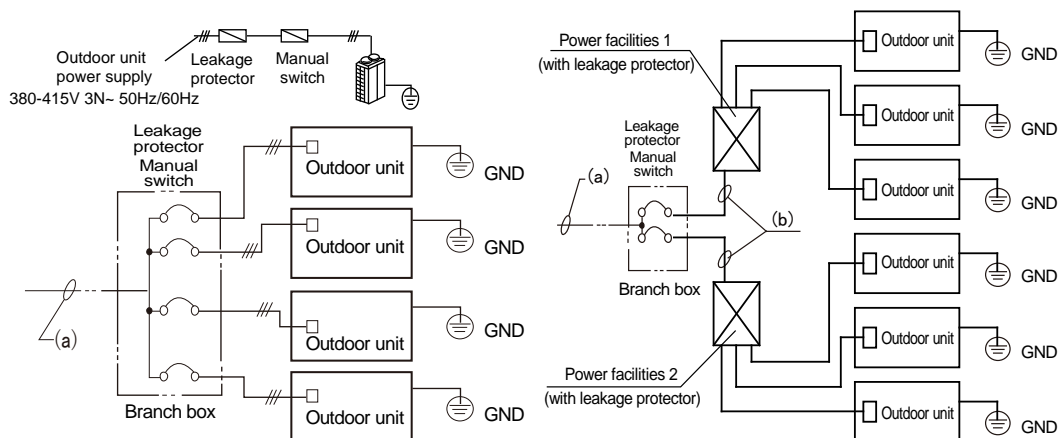 Outdoor unit
power supply
380-415V 3N~ 50Hz/60Hz
Leakage
protector
Manual
switch
Leakage
protector
Manual
switch
Outdoor unit
GND
Outdoor unit
GND
(a)
Outdoor unit
GND
Outdoor unit
GND
Branch box
Power facilities 1
(with leakage protector)
Outdoor unit
GND
Outdoor unit
GND
Outdoor unit
GND
Leakage
protector
Manual
switch
(a)
(b)
Branch box
Outdoor unit
GND
Outdoor unit
GND
Power facilities 2
(with leakage protector)
Outdoor unit
GND